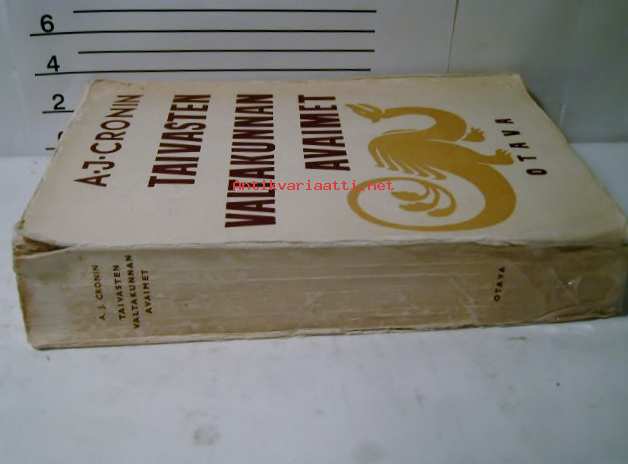 6
4
2
A·J·CRONIN
TAIVASTEN
VALTAKUNNAN
AVAIMET
OTAVA
Antikvariaatti.net
A. J. CRONIN
TAIVASTEN
VALTAKUNNAN
AVAIMET
OTAVA